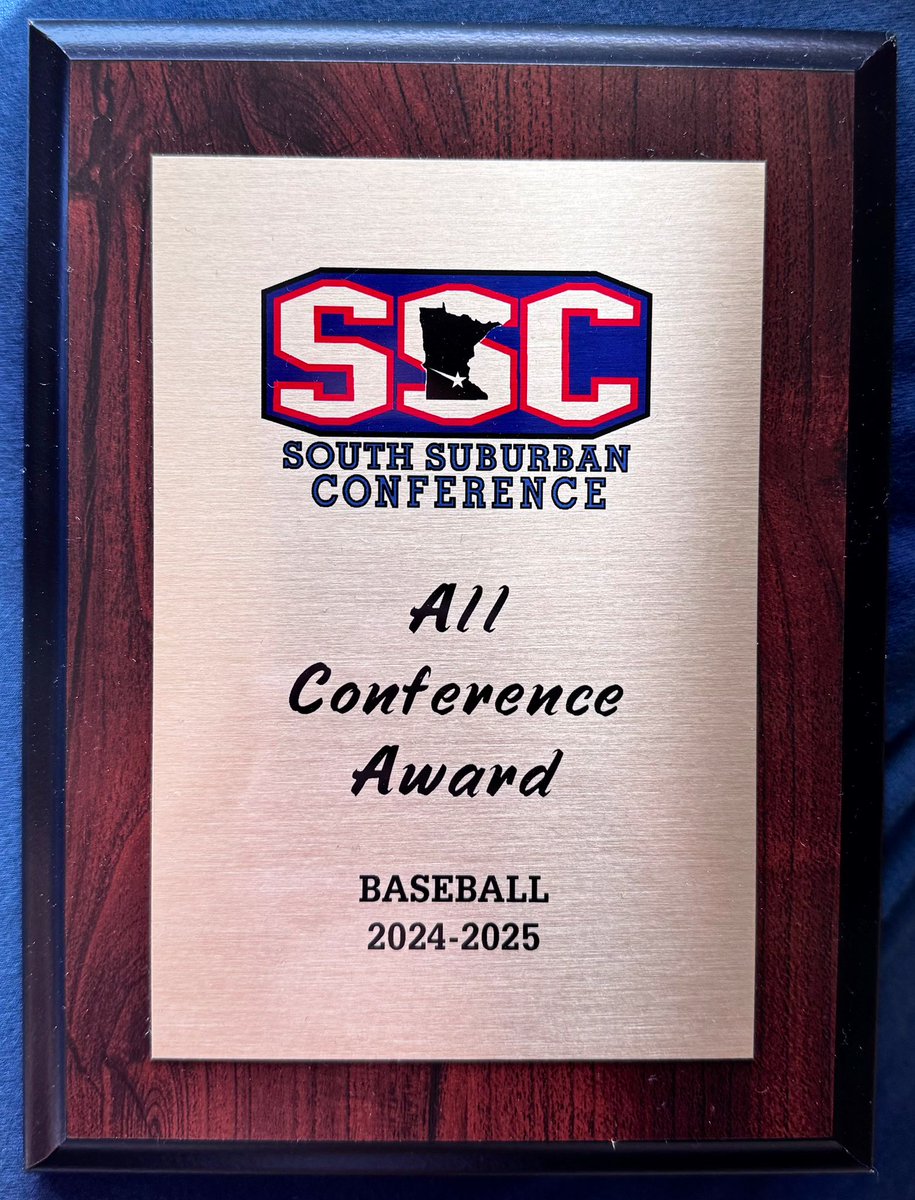 SSC
SOUTH SUBURBAN
CONFERENCE
All
Conference
Award
BASEBALL
2024-2025